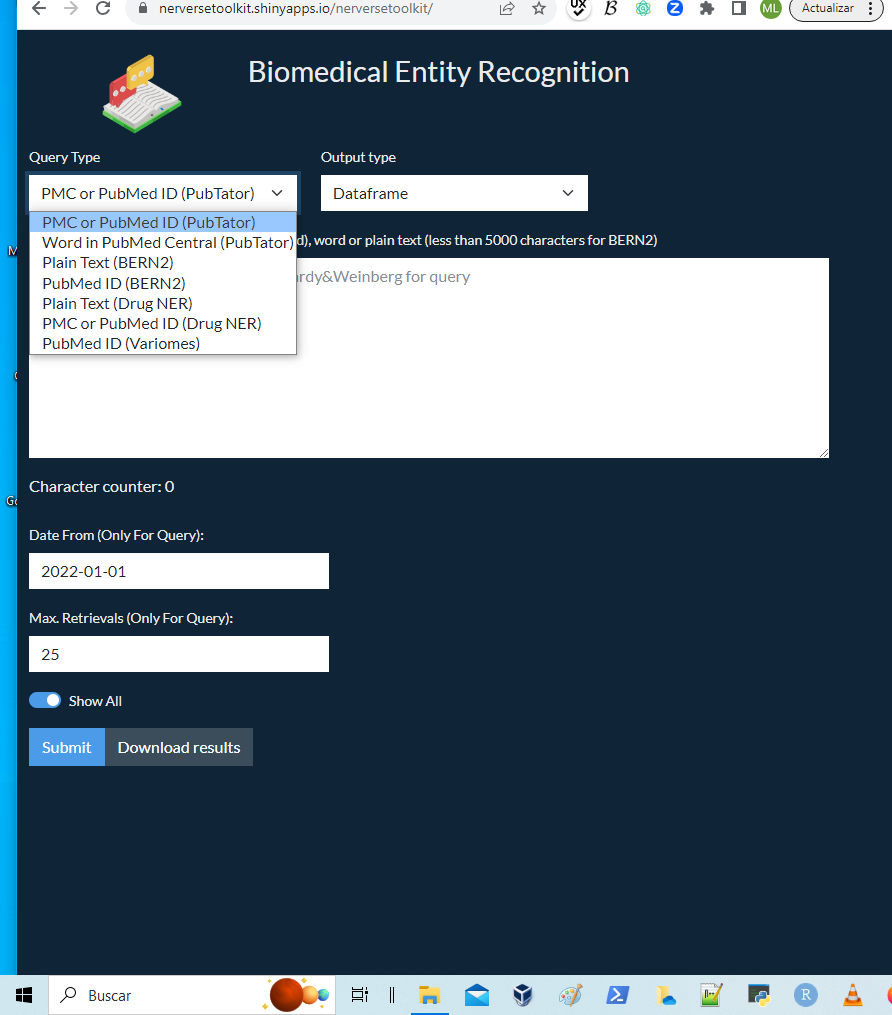 nerversetoolkit.shinyapps.io/nerversetoolkit/
UX
B
Z
ML
Actualizar
Biomedical Entity Recognition
Query Type
Output type
PMC or PubMed ID (PubTator)
Dataframe
PMC or PubMed ID (PubTator)
Word in PubMed Central (PubTator)
Plain Text (BERN2)
PubMed ID (BERN2)
Plain Text (Drug NER)
PMC or PubMed ID (Drug NER)
PubMed ID (Variomes)
d), word or plain text (less than 5000 characters for BERN2)
rdy&Weinberg for query
Character counter: 0
Date From (Only For Query):
2022-01-01
Max. Retrievals (Only For Query):
25
Show All
Submit
Download results
M
Go
Buscar
R